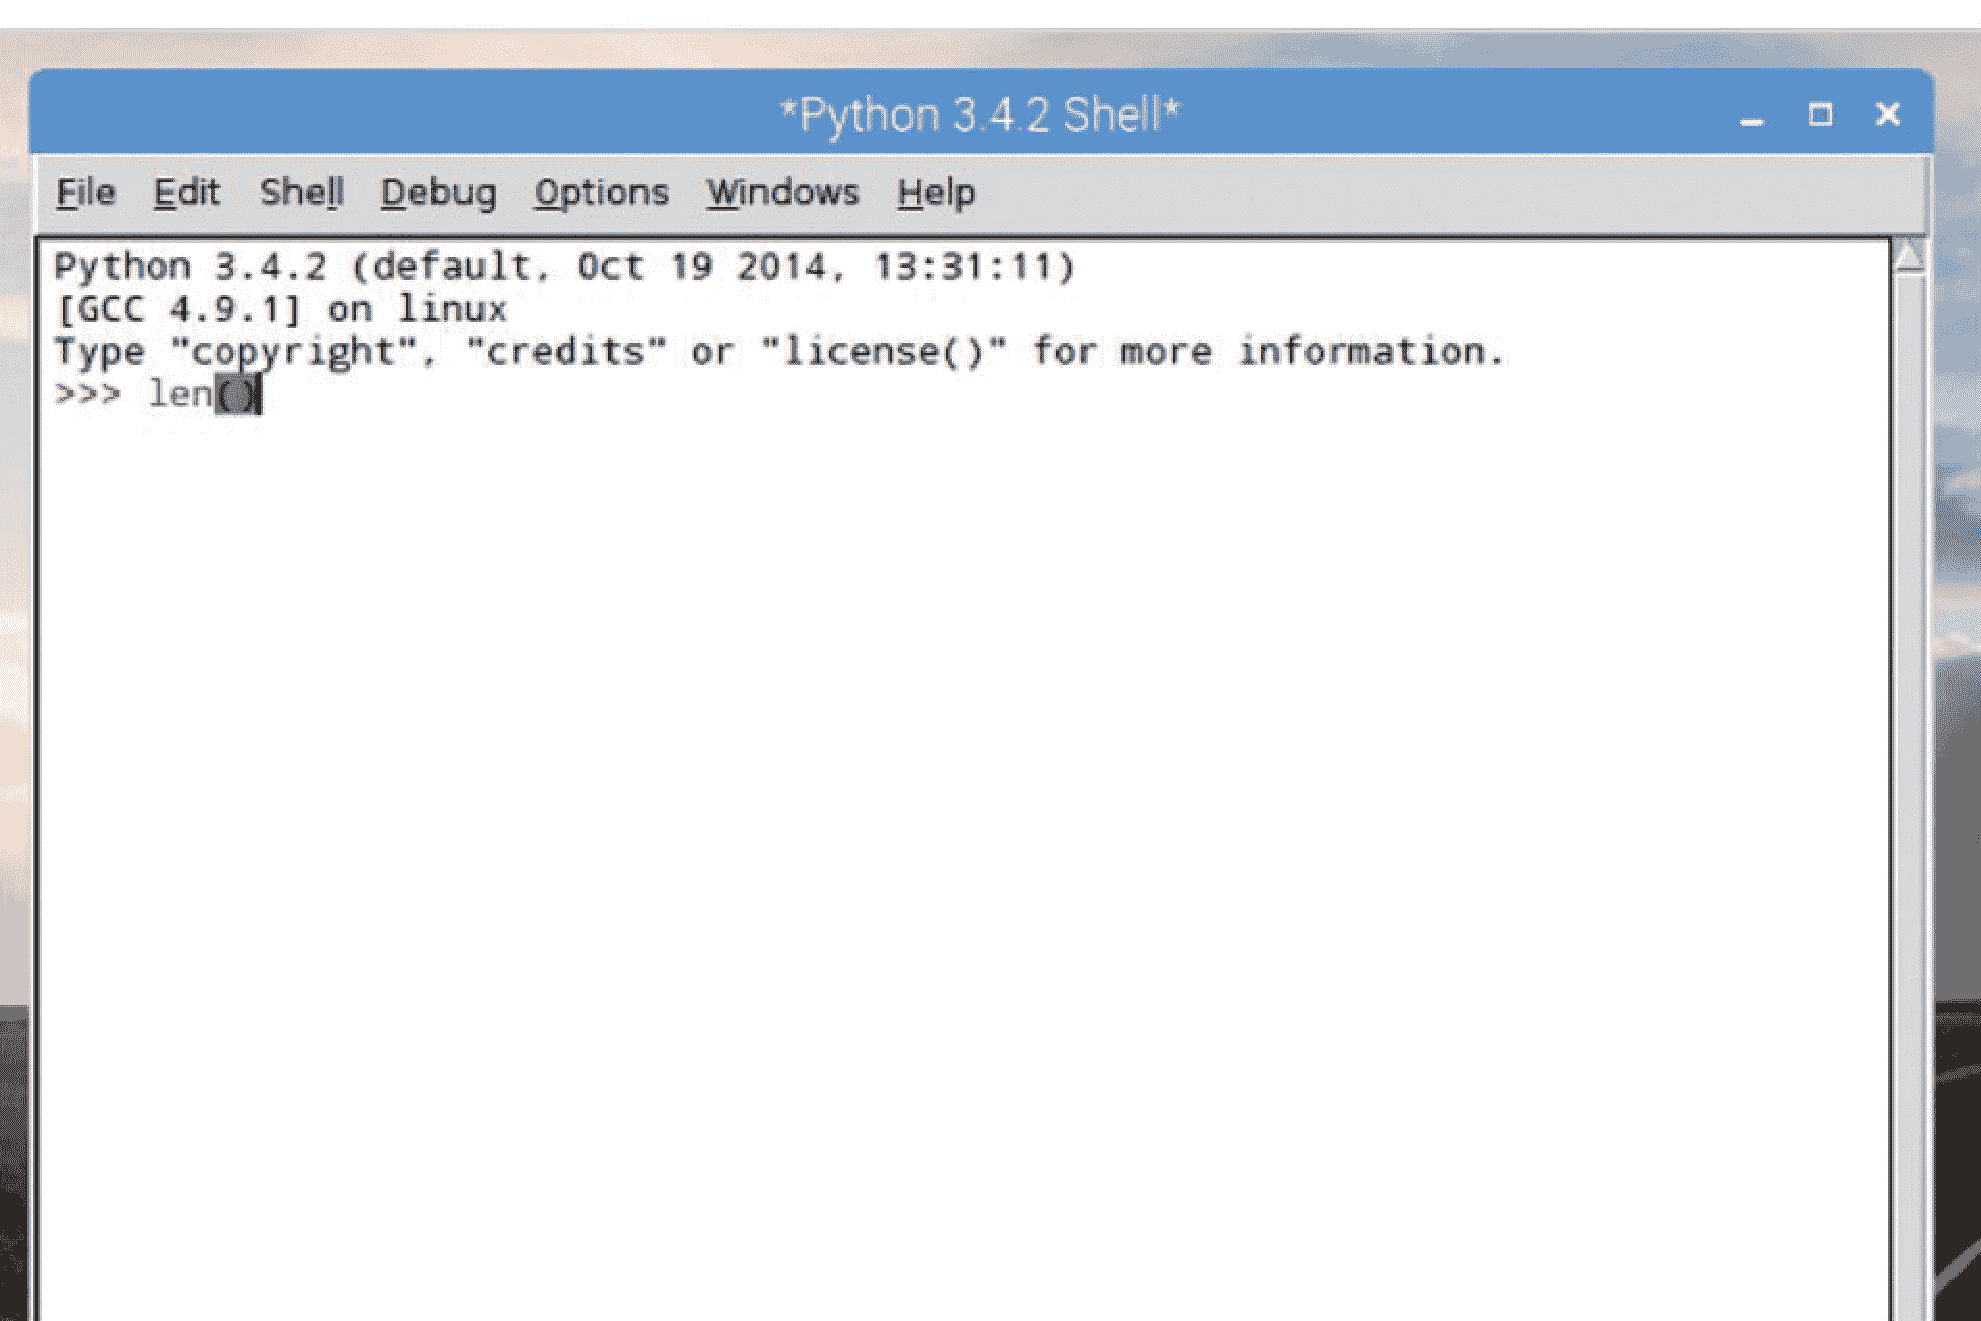 *Python 3.4.2 Shell*
File Edit Shell Debug Options Windows Help
Python 3.4.2 (default, Oct 19 2014, 13:31:11)
[GCC 4.9.1] on linux
Type "copyright", "credits" or "license()" for more information.
>>> len()